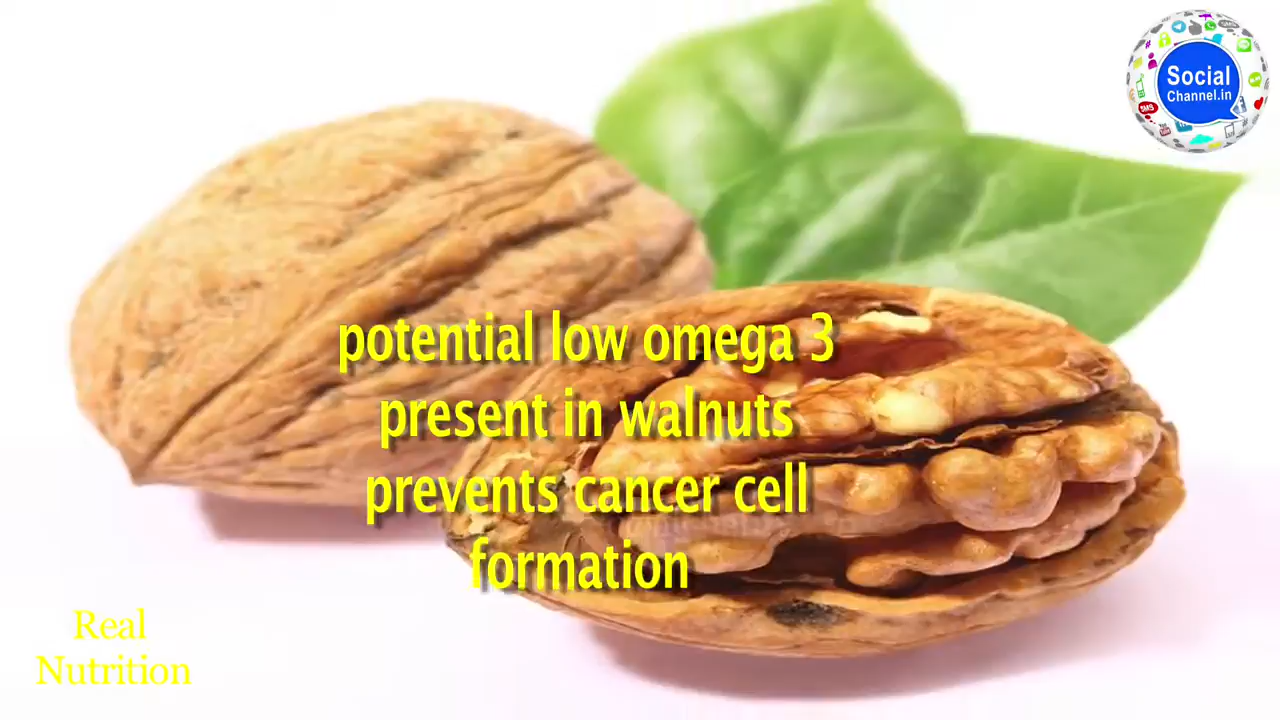 Social
Channel.in
potential low omega 3
present in walnuts
prevents cancer cell
formation
Real
Nutrition